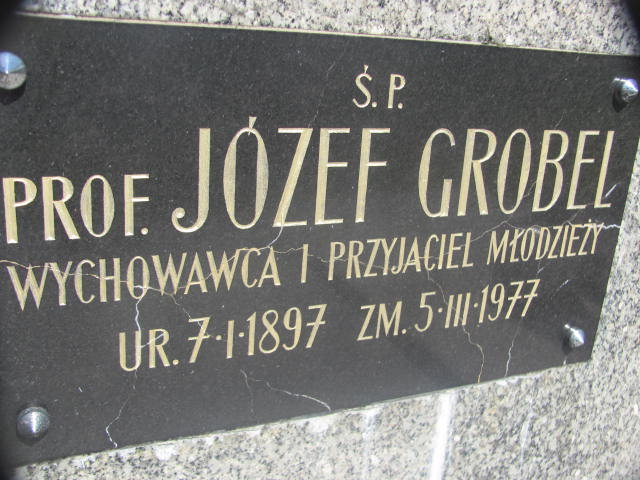 Ś. P.
PROF. JÓZEF GROBEL
WYCHOWAWCA I PRZYJACIEL MŁODZIEŻY
UR. 7·I·1897 ZM. 5·III·1977